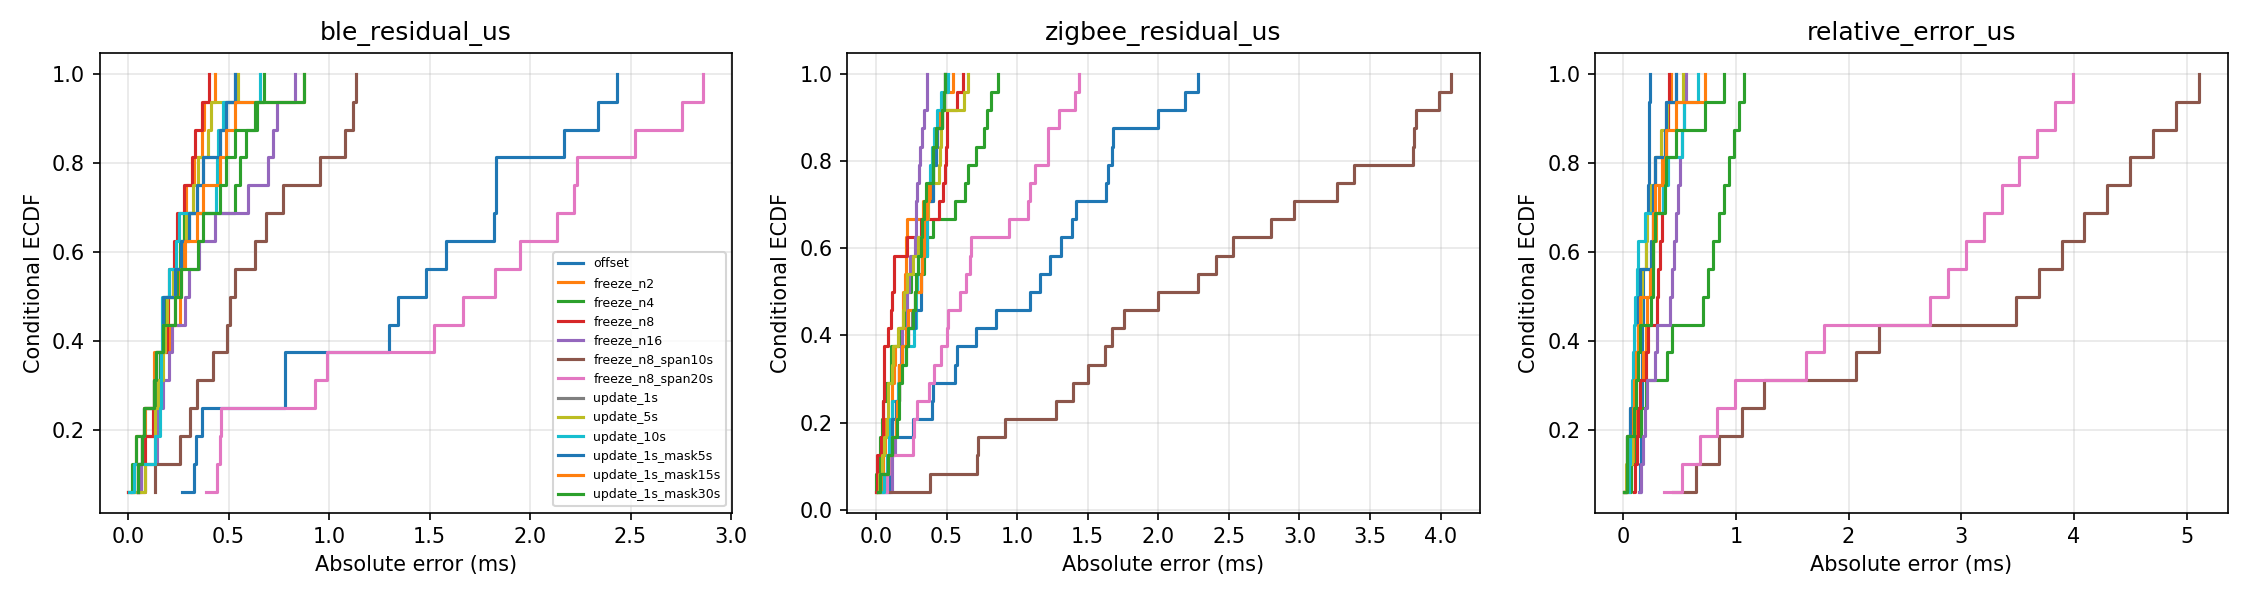 ble_residual_us
Conditional ECDF
1.0
0.8
0.6
0.4
0.2
0.0
0.5
1.0
1.5
2.0
2.5
3.0
Absolute error (ms)
offset
freeze_n2
freeze_n4
freeze_n8
freeze_n16
freeze_n8_span10s
freeze_n8_span20s
update_1s
update_5s
update_10s
update_1s_mask5s
update_1s_mask15s
update_1s_mask30s
zigbee_residual_us
Conditional ECDF
1.0
0.8
0.6
0.4
0.2
0.0
0.0
0.5
1.0
1.5
2.0
2.5
3.0
3.5
4.0
Absolute error (ms)
relative_error_us
Conditional ECDF
1.0
0.8
0.6
0.4
0.2
0
1
2
3
4
5
Absolute error (ms)